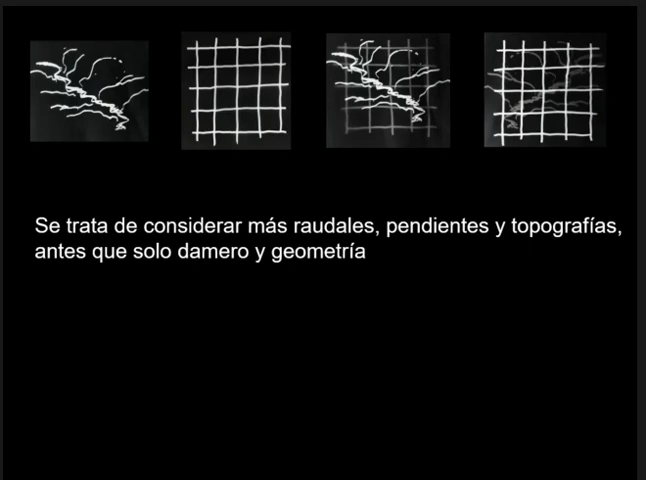 Se trata de considerar más raudales, pendientes y topografías,
antes que solo damero y geometría